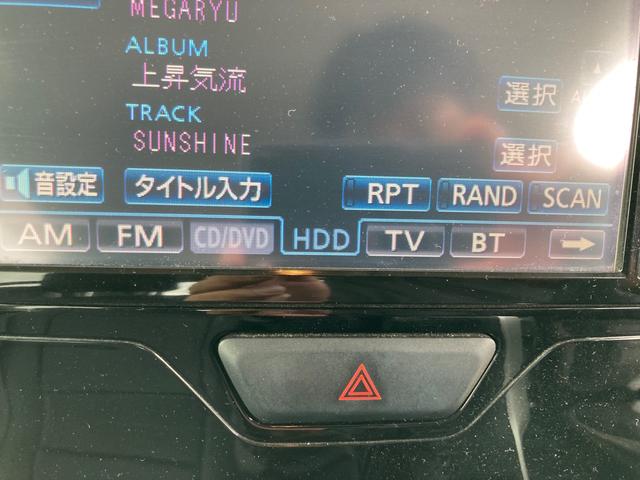 MEGARYU
ALBUM
上昇気流
選択
TRACK
SUNSHINE
選択
音設定 タイトル入力 RPT RAND SCAN
AM FM CD/DVD HDD TV BT